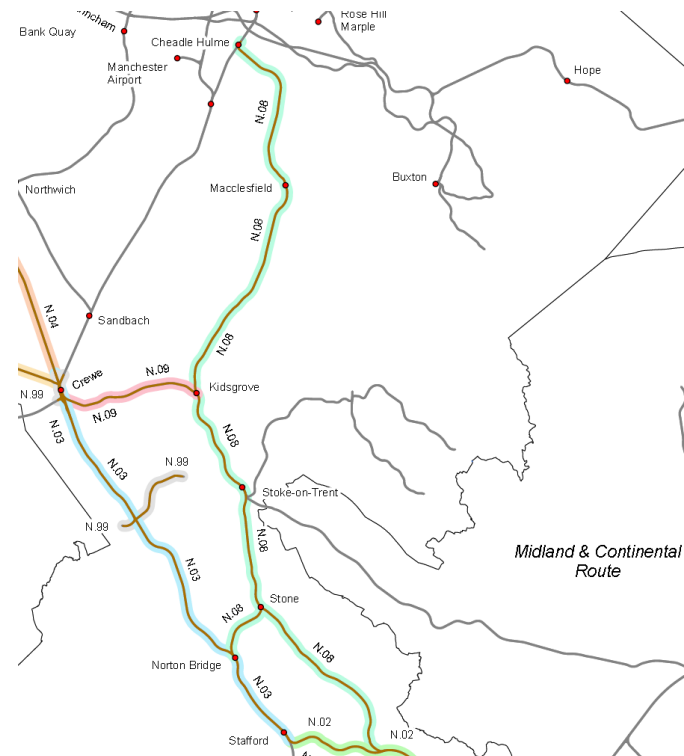 Rose Hill
Marple
Bank Quay
Cheadle Hulme
Manchester
Airport
Hope
N.08
Buxton
Macclesfield
Northwich
N.08
N.04
Sandbach
N.08
Crewe
N.09
Kidsgrove
N.99
N.09
N.03
N.08
N.03
N.99
Stoke-on-Trent
N.99
N.08
Midland & Continental
Route
N.03
Stone
N.08
N.08
Norton Bridge
N.03
N.02
Stafford
N.02